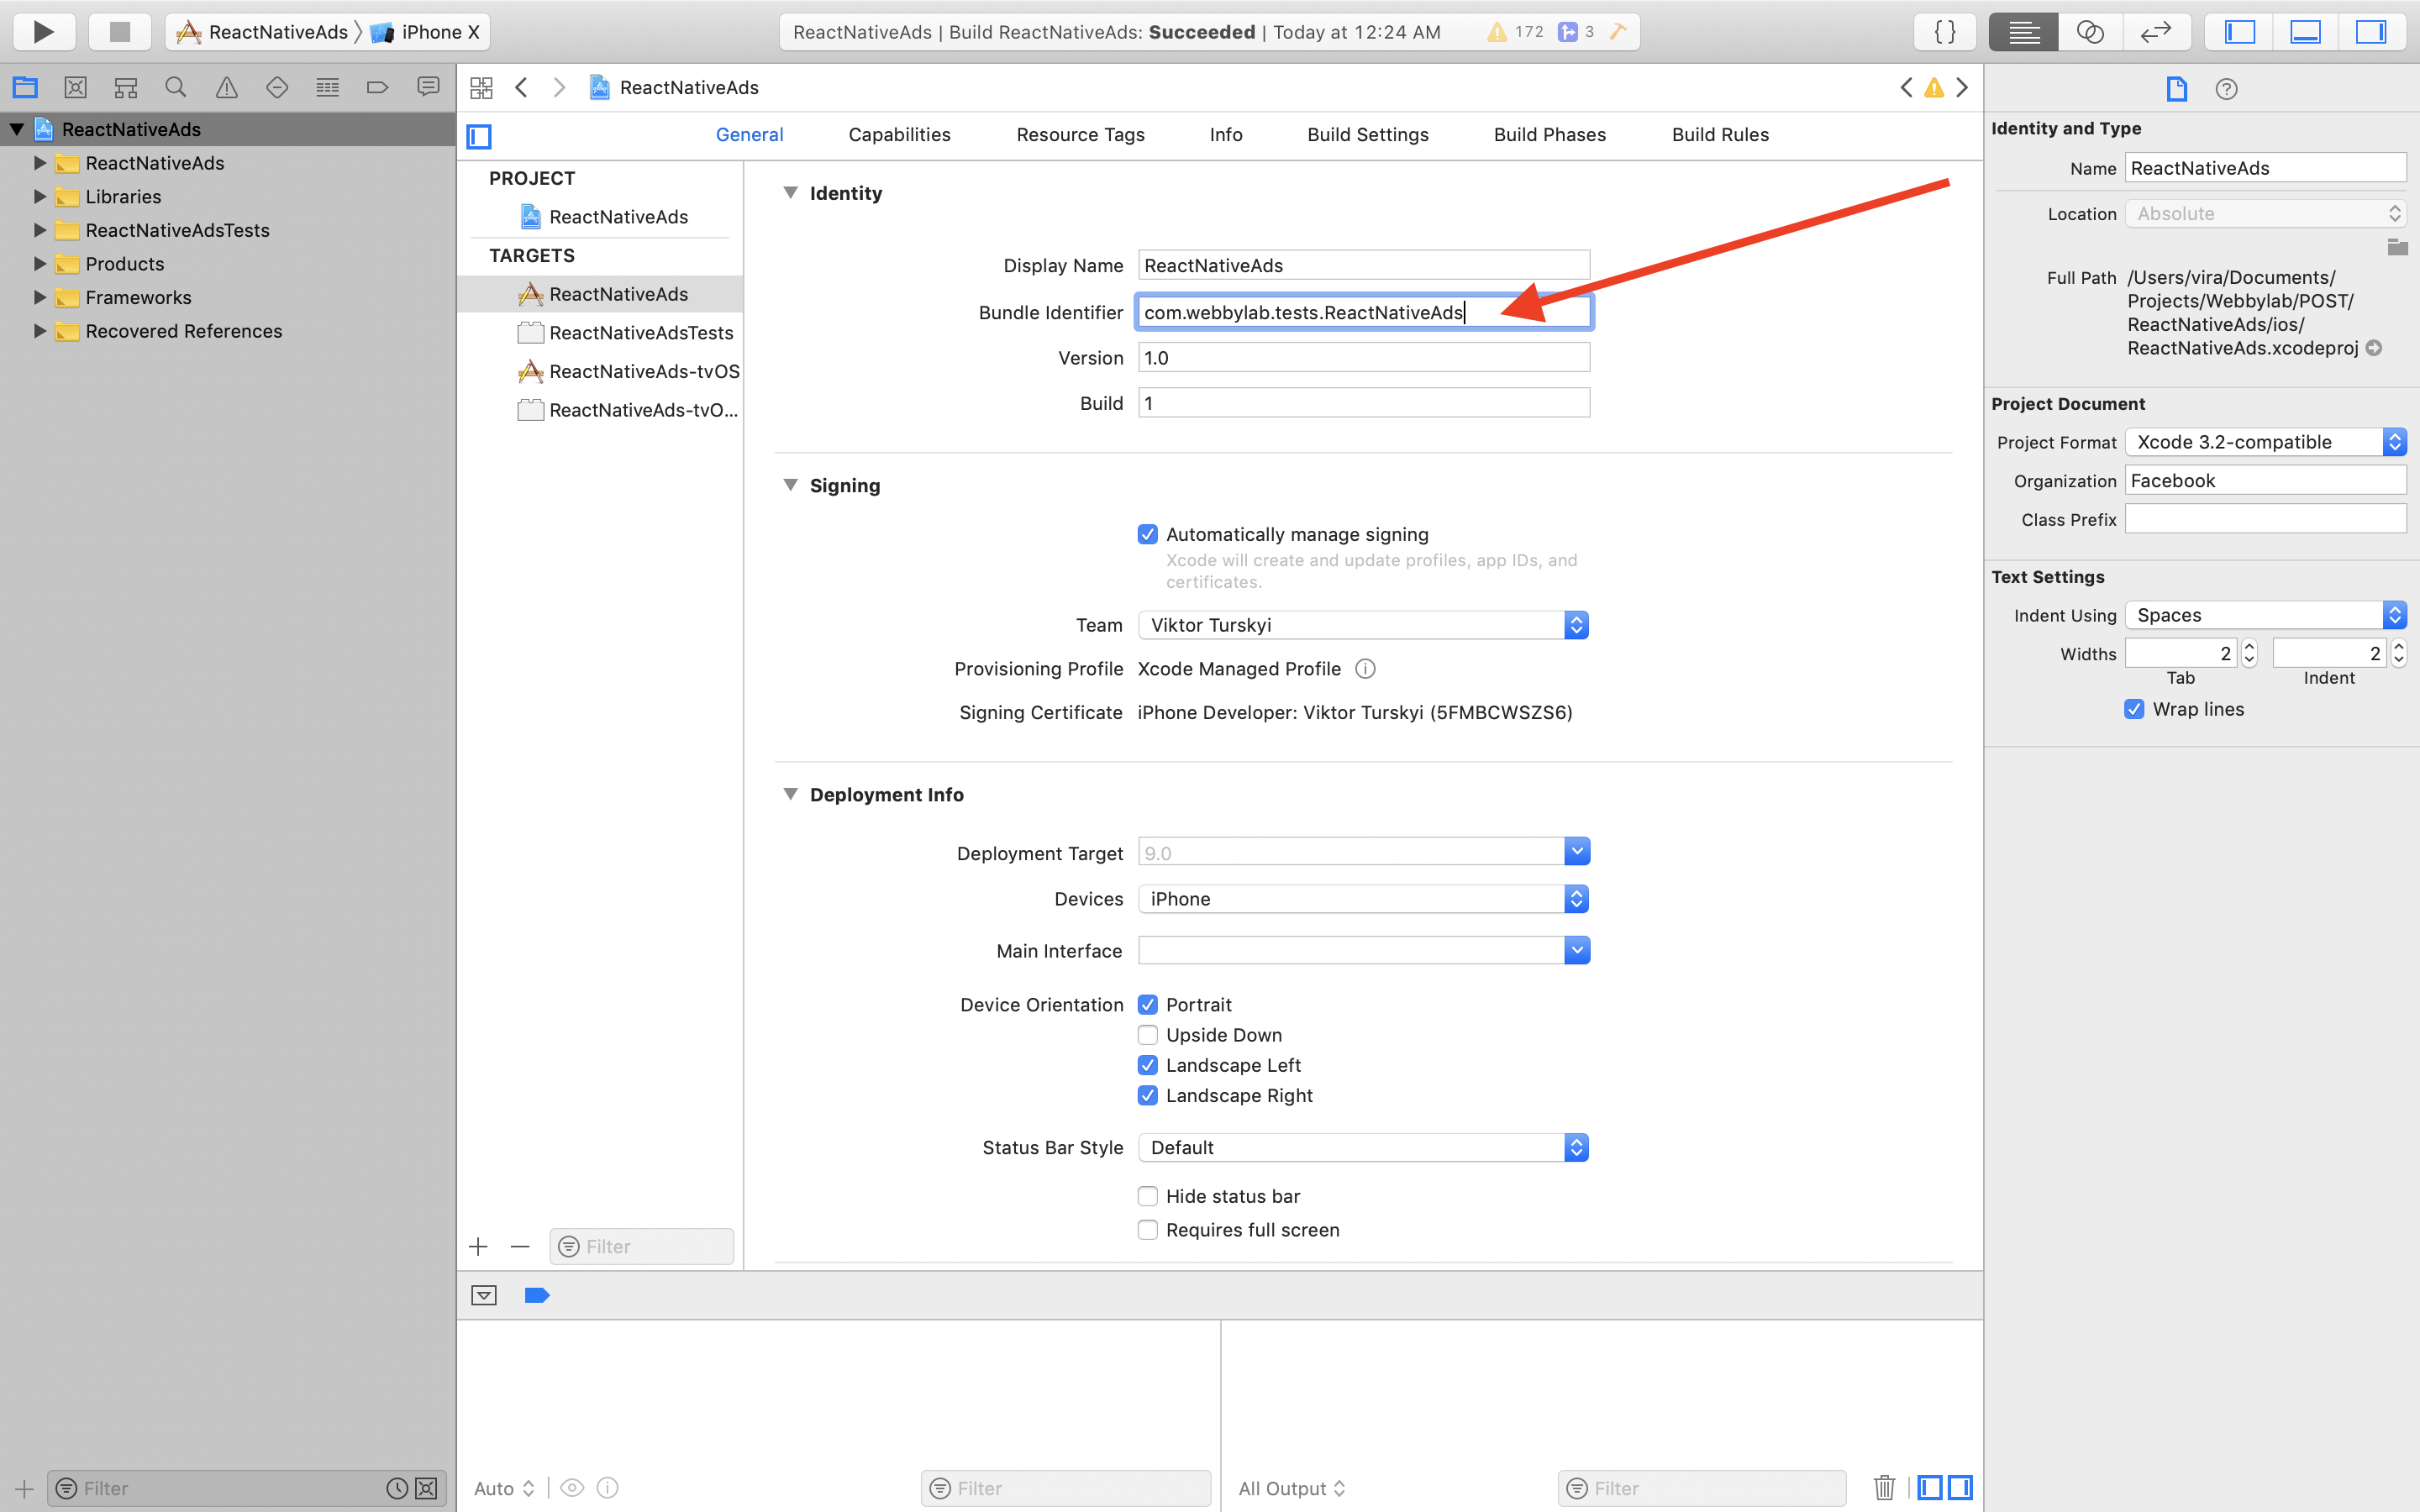 ReactNativeAds 〉 iPhone X
ReactNativeAds | Build ReactNativeAds: Succeeded | Today at 12:24 AM
172
3
{ }
ReactNativeAds
ReactNativeAds
Libraries
ReactNativeAdsTests
Products
Frameworks
Recovered References
Filter
ReactNativeAds
General
Capabilities
Resource Tags
Info
Build Settings
Build Phases
Build Rules
PROJECT
ReactNativeAds
TARGETS
ReactNativeAds
ReactNativeAdsTests
ReactNativeAds-tvOS
ReactNativeAds-tvO...
Filter
Identity
Display Name ReactNativeAds
Bundle Identifier com.webbylab.tests.ReactNativeAds
Version 1.0
Build 1
Signing
Automatically manage signing
Xcode will create and update profiles, app IDs, and
certificates.
Team Viktor Turskyi
Provisioning Profile Xcode Managed Profile
Signing Certificate iPhone Developer: Viktor Turskyi (5FMBCWSZS6)
Deployment Info
Deployment Target 9.0
Devices iPhone
Main Interface
Device Orientation Portrait
Upside Down
Landscape Left
Landscape Right
Status Bar Style Default
Hide status bar
Requires full screen
Auto
Filter
All Output
Filter
Identity and Type
Name ReactNativeAds
Location Absolute
Full Path /Users/vira/Documents/
Projects/Webbylab/POST/
ReactNativeAds/ios/
ReactNativeAds.xcodeproj
Project Document
Project Format Xcode 3.2-compatible
Organization Facebook
Class Prefix
Text Settings
Indent Using Spaces
Widths 2 2
Tab Indent
Wrap lines